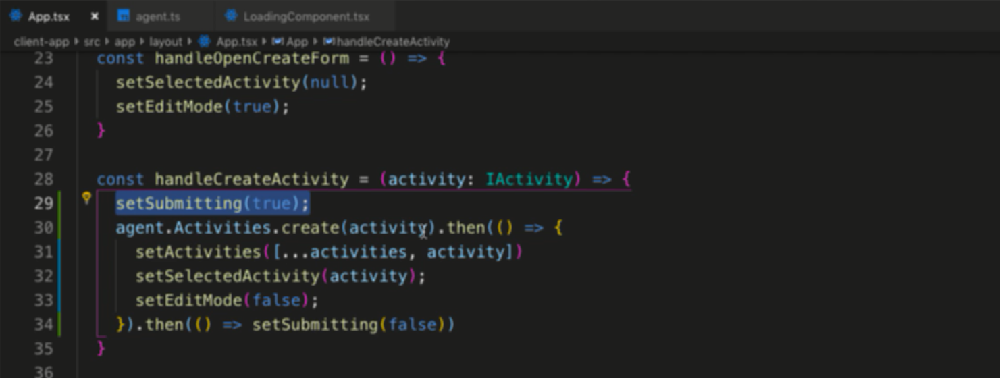 App.tsx × TS agent.ts LoadingComponent.tsx
client-app src app layout App.tsx App handleCreateActivity
23 const handleOpenCreateForm = () => {
24 setSelectedActivity(null);
25 setEditMode(true);
26 }
27
28 const handleCreateActivity = (activity: IActivity) => {
29 setSubmitting(true);
30 agent.Activities.create(activity).then(() => {
31 setActivities([...activities, activity])
32 setSelectedActivity(activity);
33 setEditMode(false);
34 }).then(() => setSubmitting(false))
35 }
36